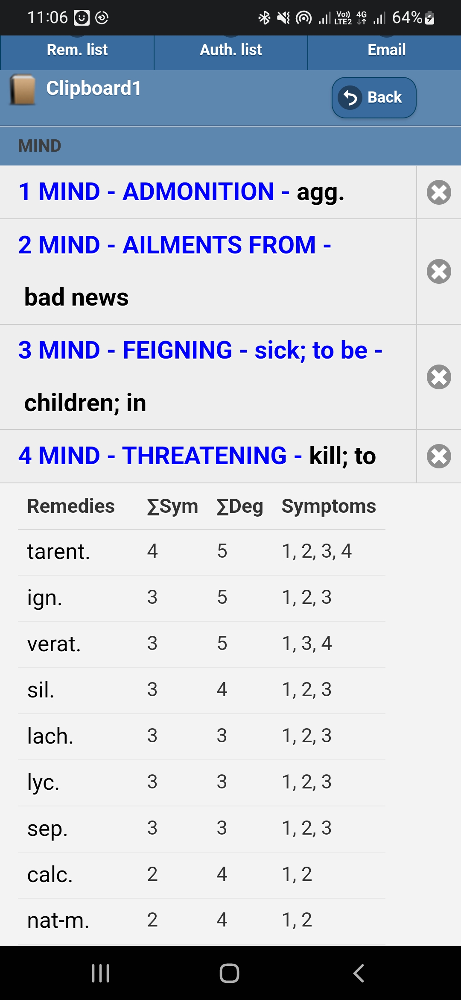 11:06 Vo)) LTE2 4G 64%
Rem. list Auth. list Email
Clipboard1 Back
MIND
1 MIND - ADMONITION - agg.
2 MIND - AILMENTS FROM -
bad news
3 MIND - FEIGNING - sick; to be -
children; in
4 MIND - THREATENING - kill; to
Remedies ∑Sym ∑Deg Symptoms
tarent. 4 5 1, 2, 3, 4
ign. 3 5 1, 2, 3
verat. 3 5 1, 3, 4
sil. 3 4 1, 2, 3
lach. 3 3 1, 2, 3
lyc. 3 3 1, 2, 3
sep. 3 3 1, 2, 3
calc. 2 4 1, 2
nat-m. 2 4 1, 2